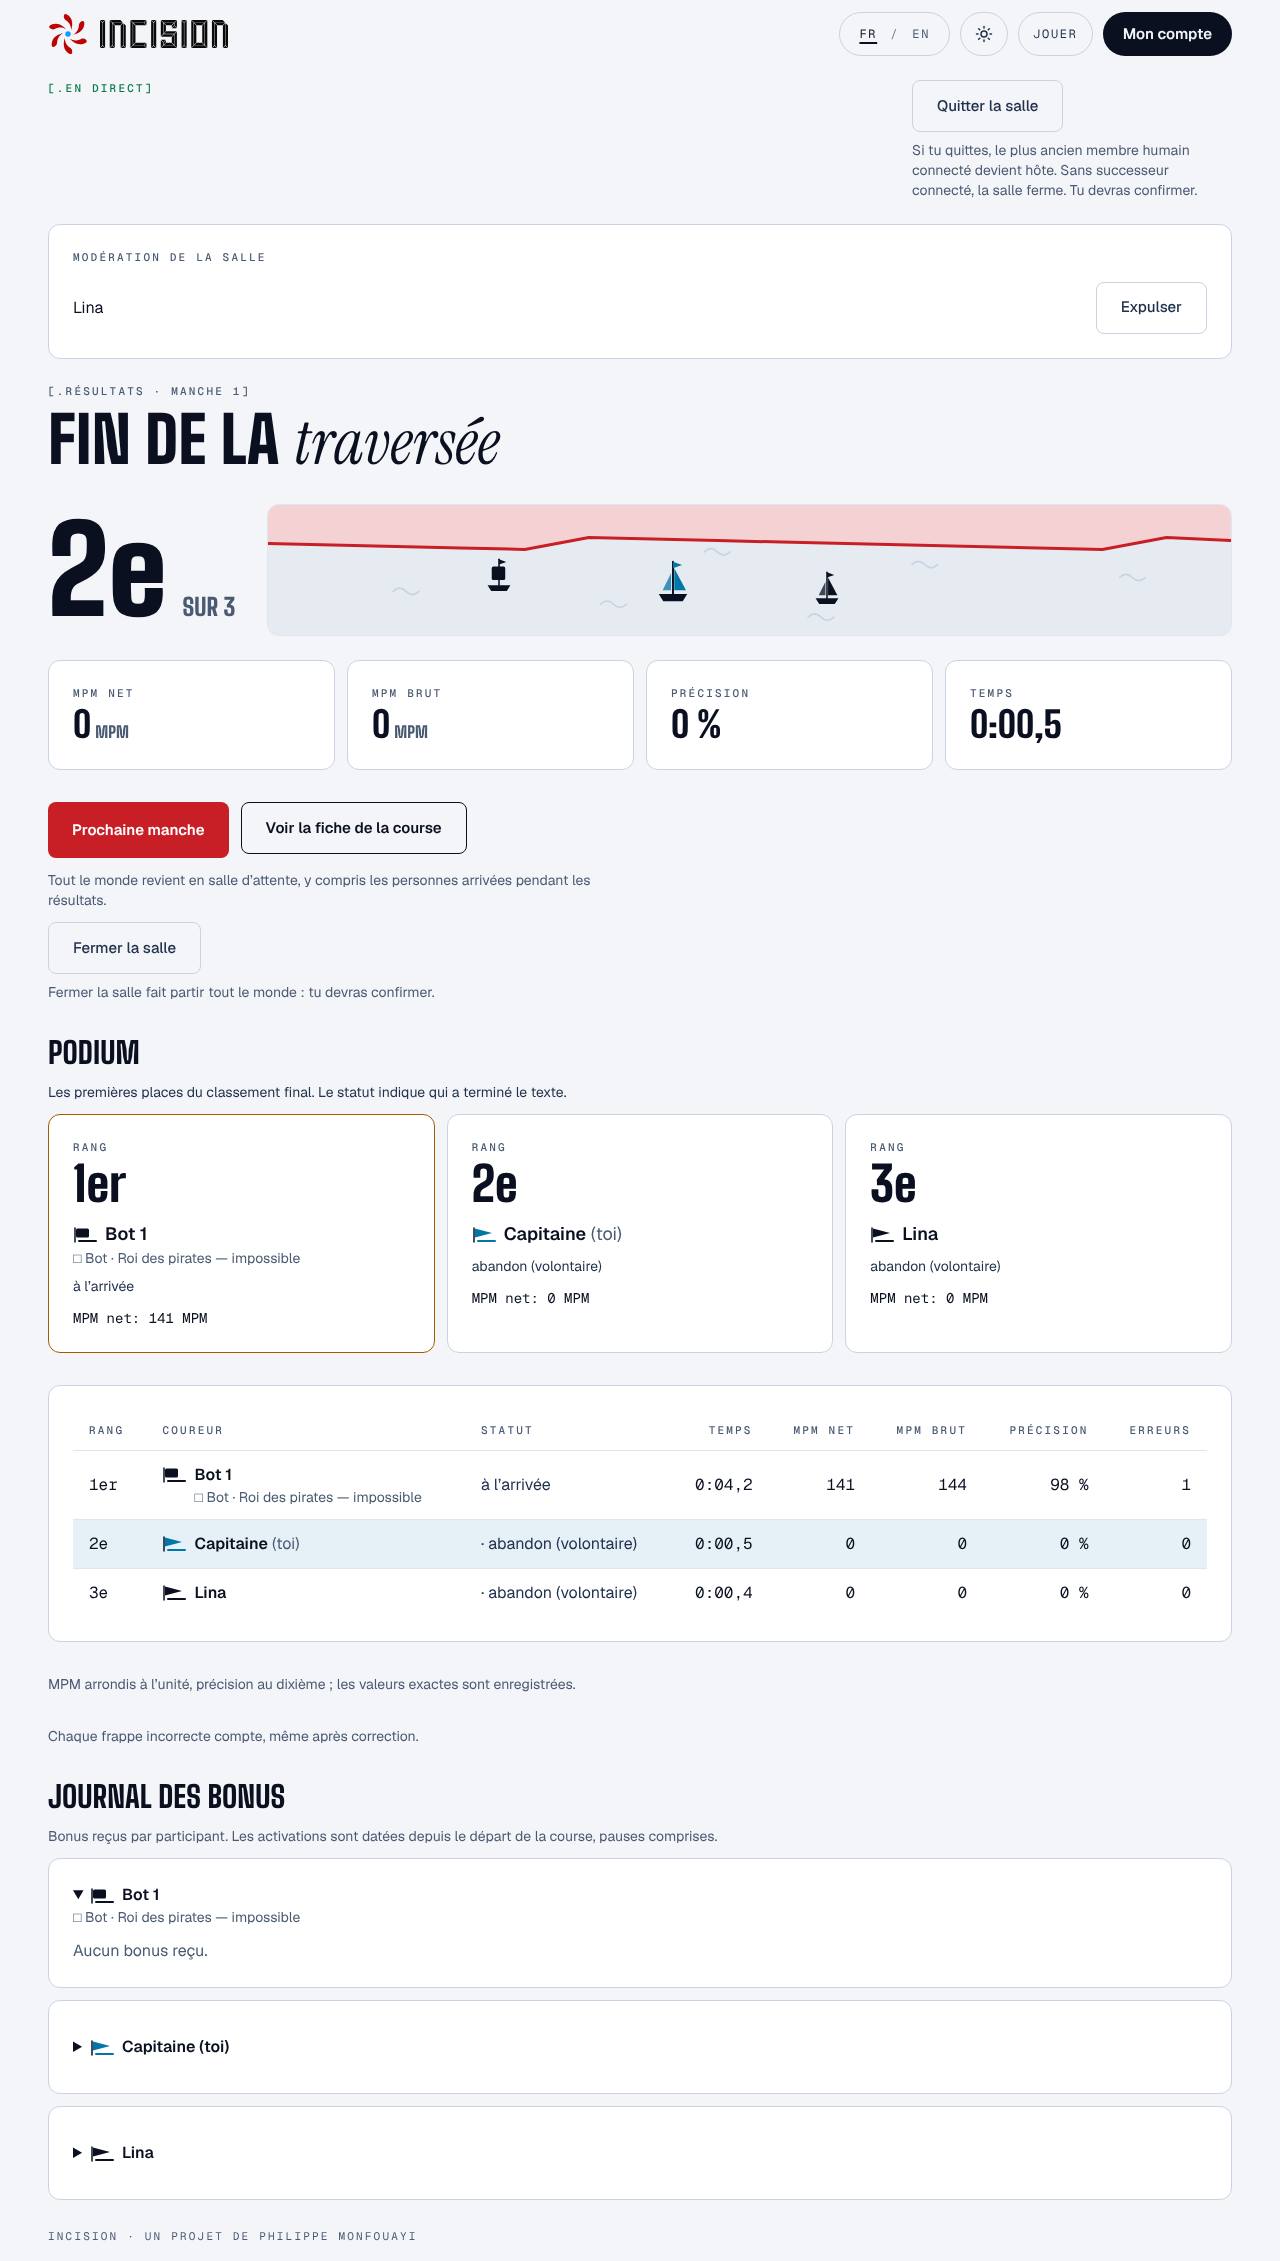 INCISION
FR / EN
JOUER
Mon compte
[.EN DIRECT]
Quitter la salle
Si tu quittes, le plus ancien membre humain
connecté devient hôte. Sans successeur
connecté, la salle ferme. Tu devras confirmer.
MODÉRATION DE LA SALLE
Lina
Expulser
[.RÉSULTATS · MANCHE 1]
FIN DE LA traversée
2e SUR 3
MPM NET
0 MPM
MPM BRUT
0 MPM
PRÉCISION
0 %
TEMPS
0:00,5
Prochaine manche
Voir la fiche de la course
Tout le monde revient en salle d’attente, y compris les personnes arrivées pendant les
résultats.
Fermer la salle
Fermer la salle fait partir tout le monde : tu devras confirmer.
PODIUM
Les premières places du classement final. Le statut indique qui a terminé le texte.
RANG
1er
Bot 1
□ Bot · Roi des pirates — impossible
à l’arrivée
MPM net: 141 MPM
RANG
2e
Capitaine (toi)
abandon (volontaire)
MPM net: 0 MPM
RANG
3e
Lina
abandon (volontaire)
MPM net: 0 MPM
RANG COUREUR STATUT TEMPS MPM NET MPM BRUT PRÉCISION ERREURS
1er Bot 1 à l’arrivée 0:04,2 141 144 98 % 1
□ Bot · Roi des pirates — impossible
2e Capitaine (toi) · abandon (volontaire) 0:00,5 0 0 0 % 0
3e Lina · abandon (volontaire) 0:00,4 0 0 0 % 0
MPM arrondis à l’unité, précision au dixième ; les valeurs exactes sont enregistrées.
Chaque frappe incorrecte compte, même après correction.
JOURNAL DES BONUS
Bonus reçus par participant. Les activations sont datées depuis le départ de la course, pauses comprises.
▼ Bot 1
□ Bot · Roi des pirates — impossible
Aucun bonus reçu.
▶ Capitaine (toi)
▶ Lina
INCISION · UN PROJET DE PHILIPPE MONFOUAYI